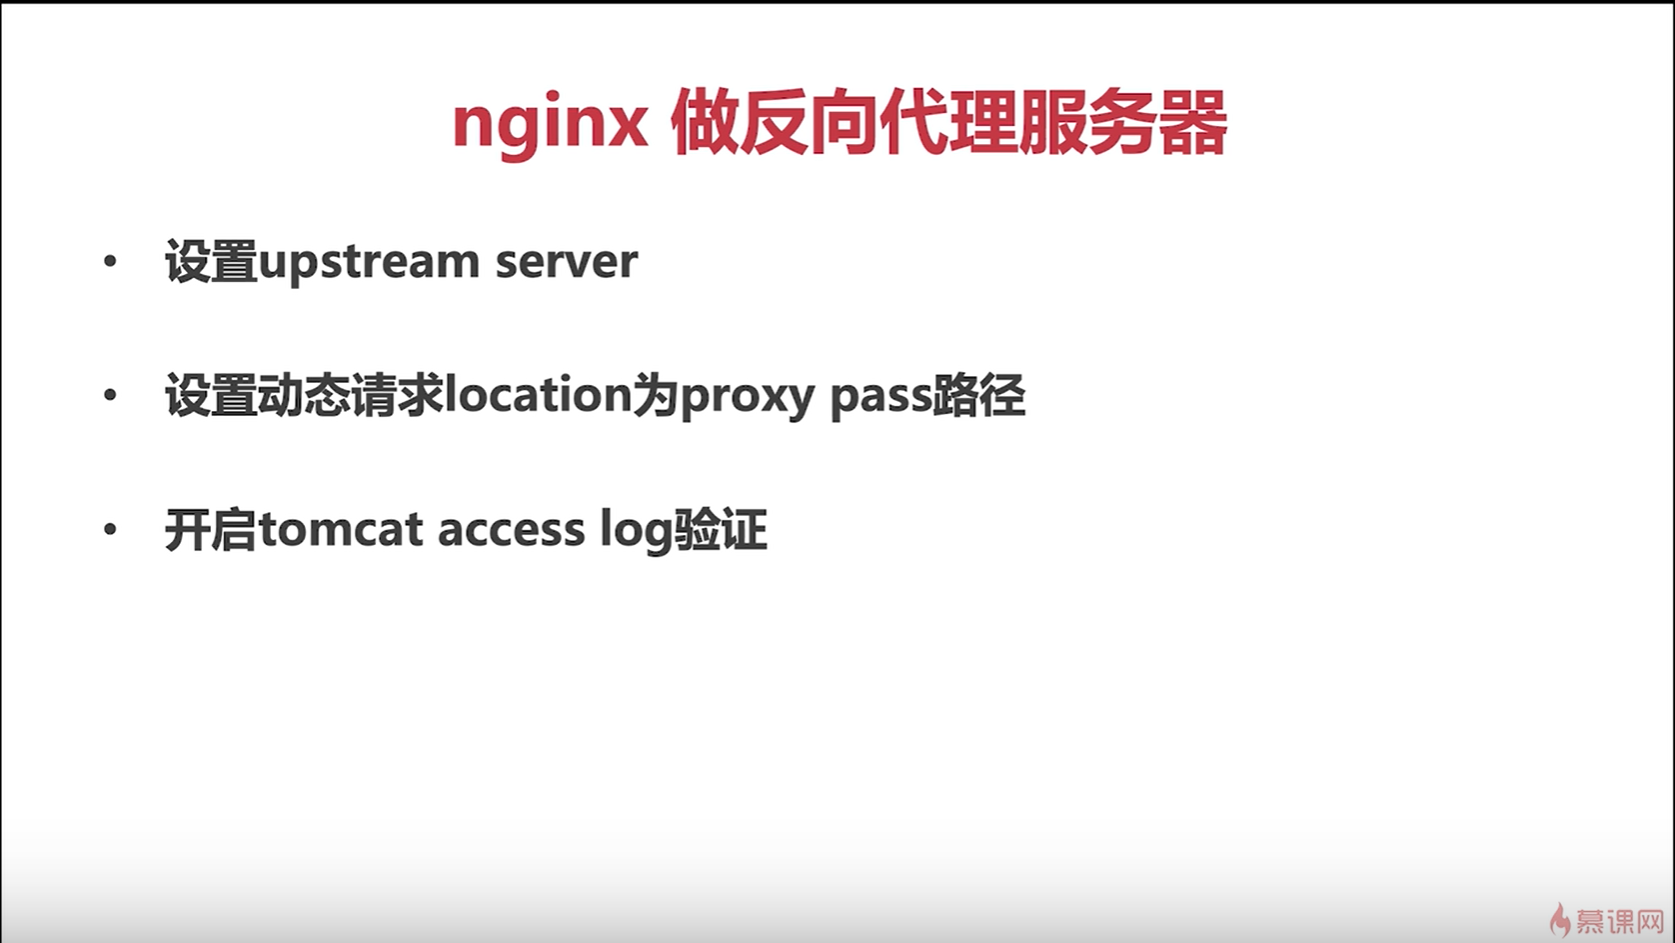 nginx 做反向代理服务器
• 设置upstream server
• 设置动态请求location为proxy pass路径
• 开启tomcat access log验证
慕课网